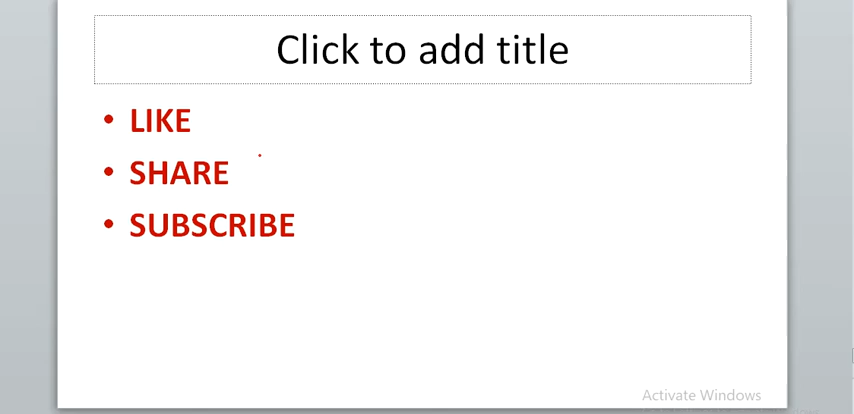 Click to add title
• LIKE
• SHARE
• SUBSCRIBE
Activate Windows